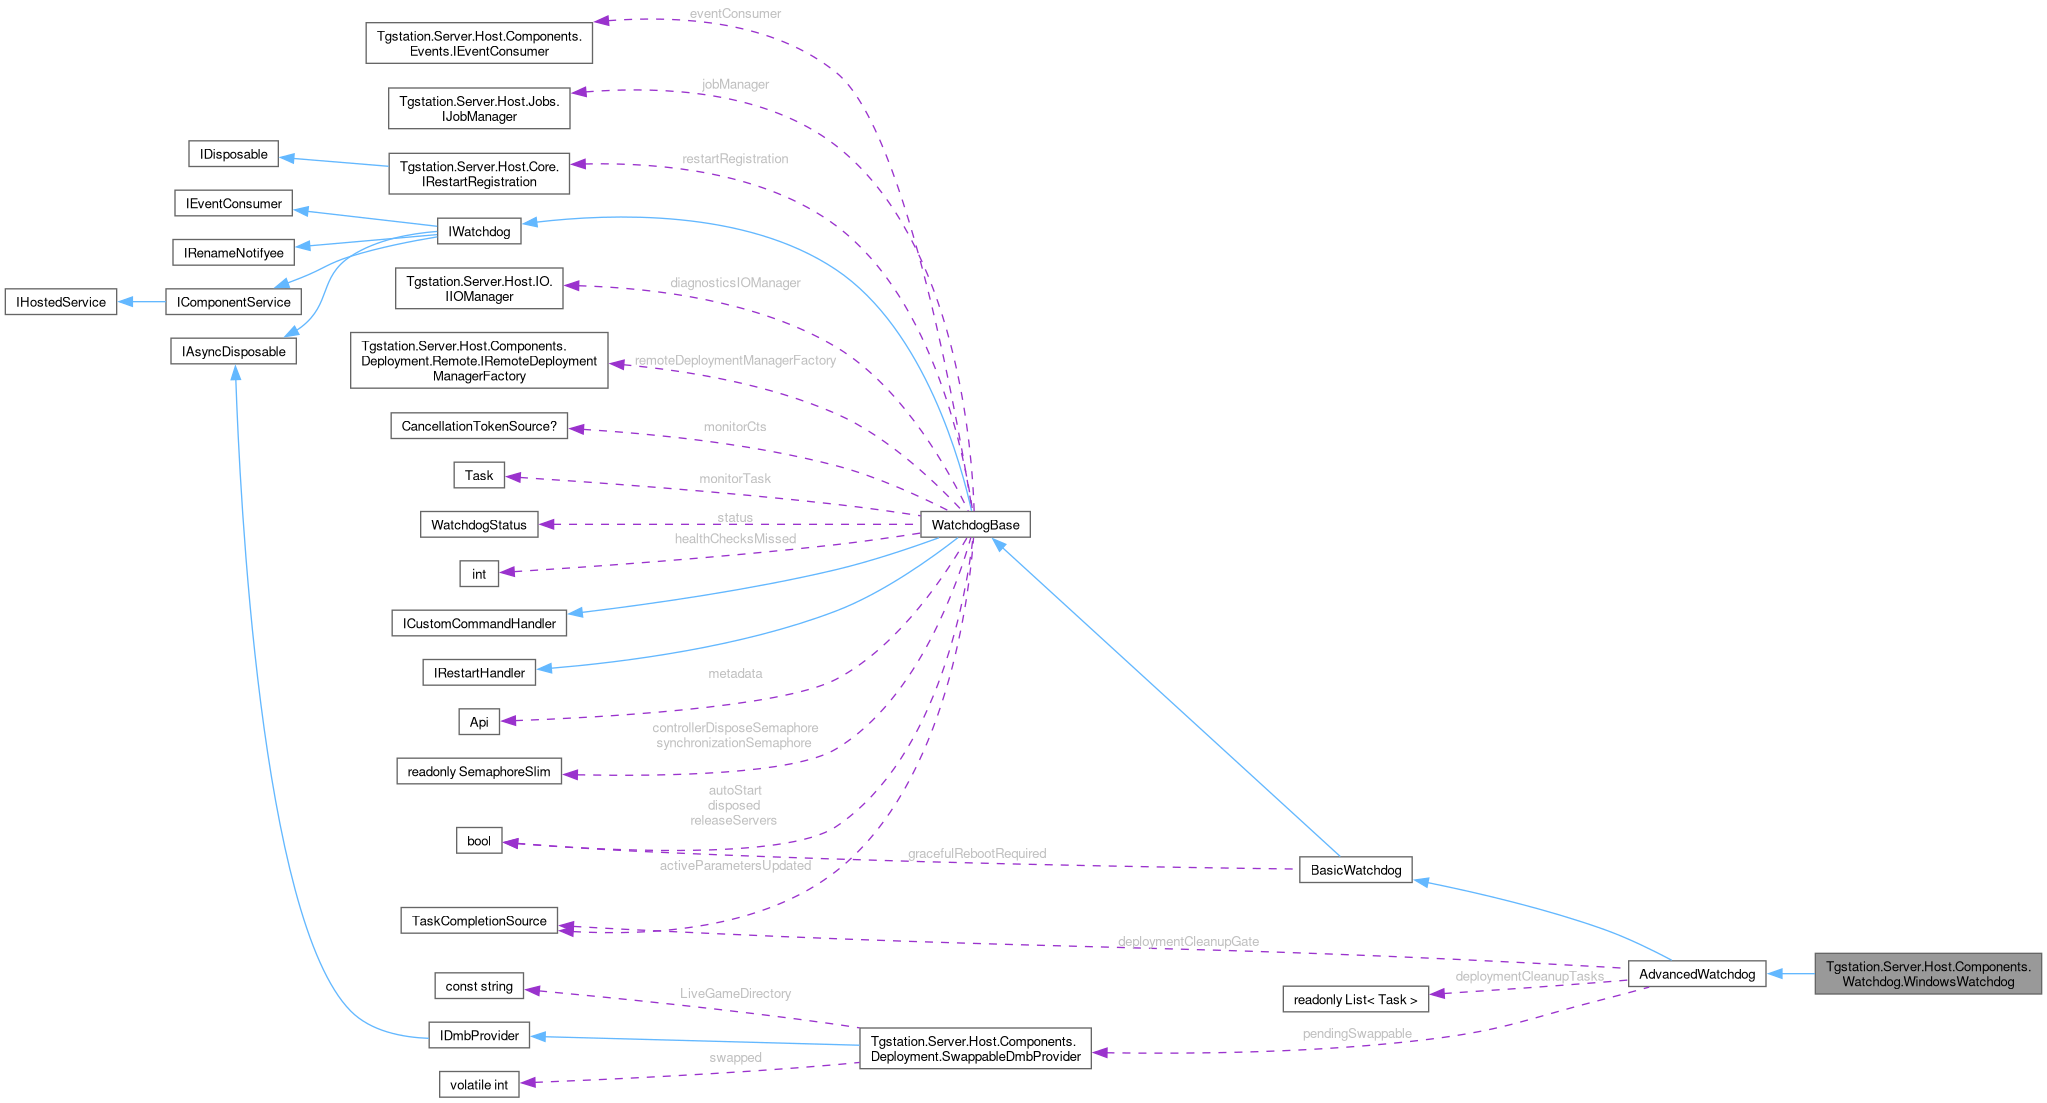 eventConsumer
Tgstation.Server.Host.Components.
Events.IEventConsumer
jobManager
Tgstation.Server.Host.Jobs.
IJobManager
IDisposable
restartRegistration
Tgstation.Server.Host.Core.
IRestartRegistration
IEventConsumer
IWatchdog
IRenameNotifyee
Tgstation.Server.Host.IO.
IIOManager
diagnosticsIOManager
IHostedService
IComponentService
IAsyncDisposable
Tgstation.Server.Host.Components.
Deployment.Remote.IRemoteDeployment
ManagerFactory
remoteDeploymentManagerFactory
CancellationTokenSource?
monitorCts
Task
monitorTask
WatchdogStatus
status
WatchdogBase
healthChecksMissed
int
ICustomCommandHandler
IRestartHandler
metadata
Api
controllerDisposeSemaphore
synchronizationSemaphore
readonly SemaphoreSlim
autoStart
disposed
releaseServers
bool
gracefulRebootRequired
activeParametersUpdated
BasicWatchdog
TaskCompletionSource
deploymentCleanupGate
AdvancedWatchdog
Tgstation.Server.Host.Components.
Watchdog.WindowsWatchdog
deploymentCleanupTasks
readonly List< Task >
const string
LiveGameDirectory
IDmbProvider
Tgstation.Server.Host.Components.
Deployment.SwappableDmbProvider
pendingSwappable
swapped
volatile int